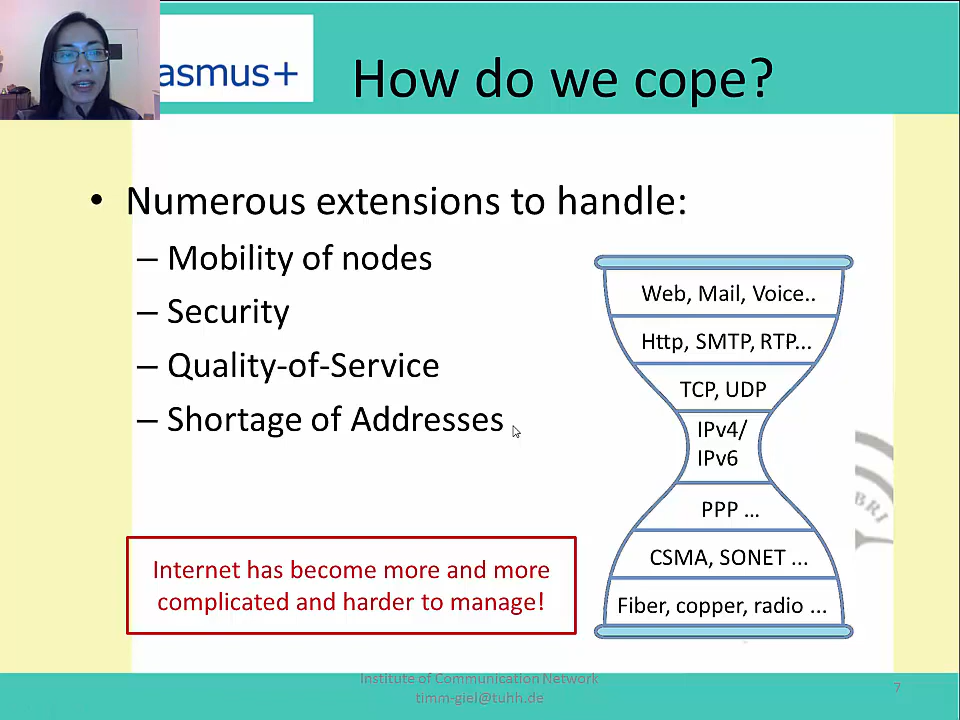 asmus+
How do we cope?
• Numerous extensions to handle:
– Mobility of nodes
– Security
– Quality-of-Service
– Shortage of Addresses
Web, Mail, Voice..
Http, SMTP, RTP...
TCP, UDP
IPv4/
IPv6
PPP ...
CSMA, SONET ...
Fiber, copper, radio ...
BRI
Internet has become more and more
complicated and harder to manage!
Institute of Communication Network
timm-giel@tuhh.de
7